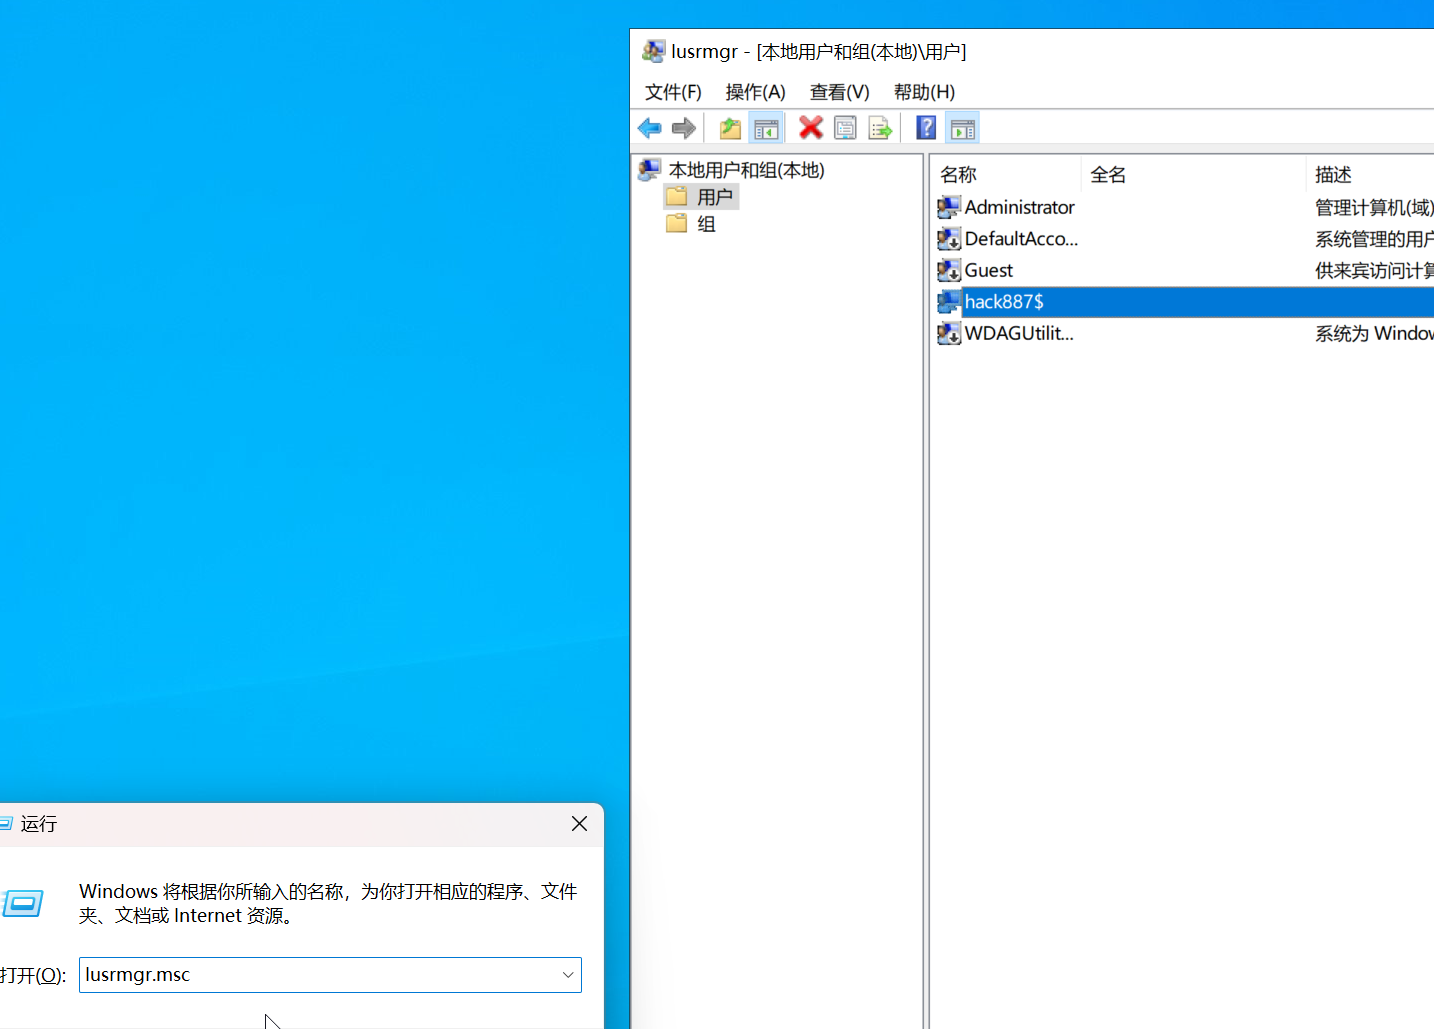 lusrmgr - [本地用户和组(本地)\用户]
文件(F) 操作(A) 查看(V) 帮助(H)
本地用户和组(本地)
用户
组
名称 全名 描述
Administrator 管理计算机(域)
DefaultAcco... 系统管理的用户
Guest 供来宾访问计算
hack887$
WDAGUtilit... 系统为 Window
运行
Windows 将根据你所输入的名称，为你打开相应的程序、文件
夹、文档或 Internet 资源。
打开(O): lusrmgr.msc